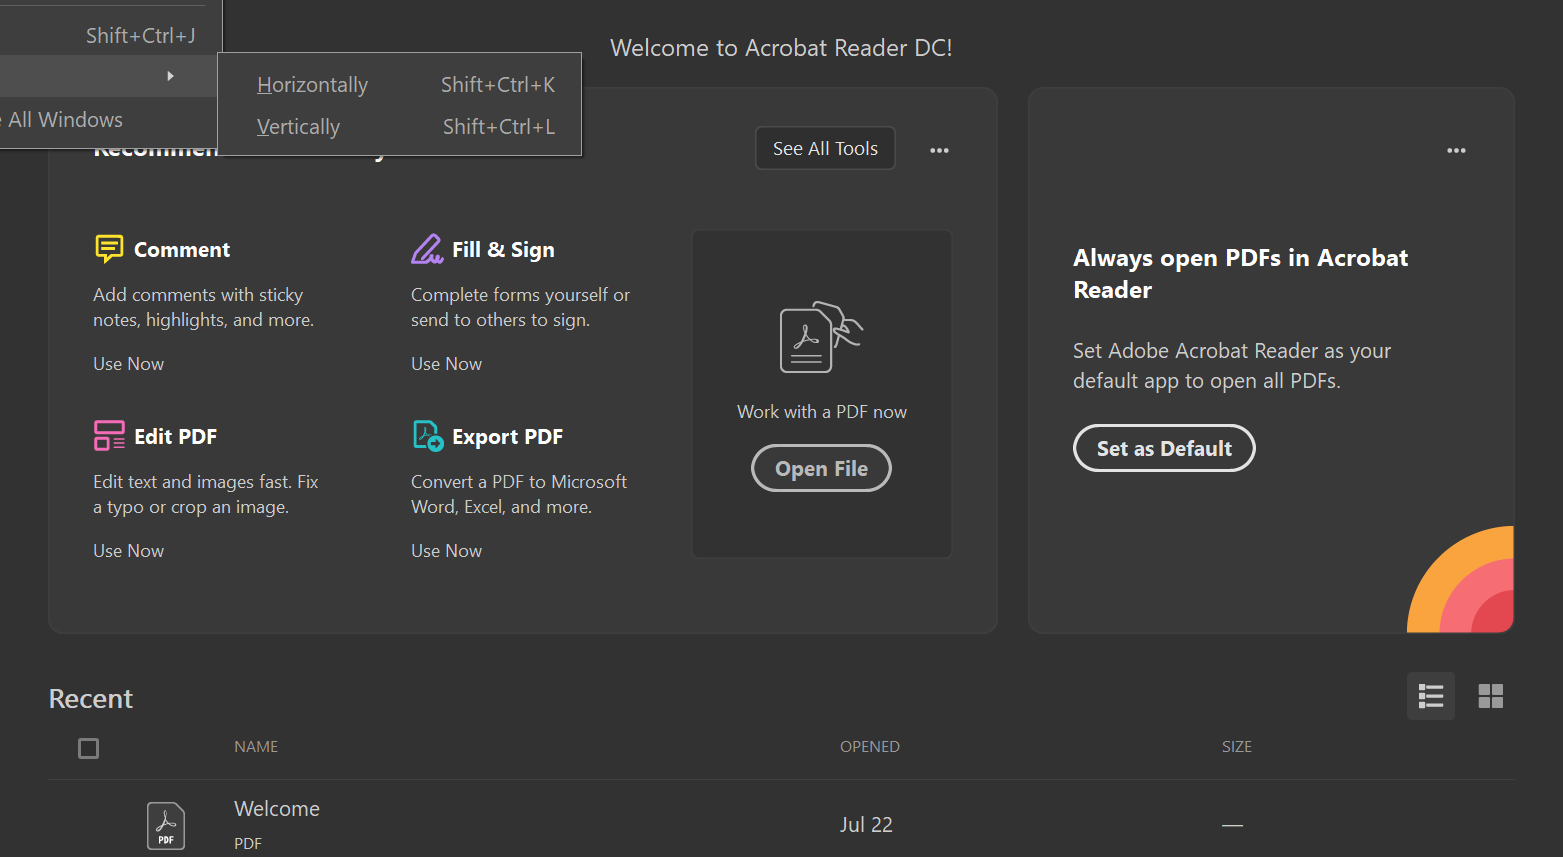 Shift+Ctrl+J
All Windows
Horizontally Shift+Ctrl+K
Vertically Shift+Ctrl+L
Welcome to Acrobat Reader DC!
See All Tools
Comment
Add comments with sticky
notes, highlights, and more.
Use Now
Fill & Sign
Complete forms yourself or
send to others to sign.
Use Now
Edit PDF
Edit text and images fast. Fix
a typo or crop an image.
Use Now
Export PDF
Convert a PDF to Microsoft
Word, Excel, and more.
Use Now
Work with a PDF now
Open File
Always open PDFs in Acrobat
Reader
Set Adobe Acrobat Reader as your
default app to open all PDFs.
Set as Default
Recent
NAME OPENED SIZE
PDF
Welcome
PDF
Jul 22
—